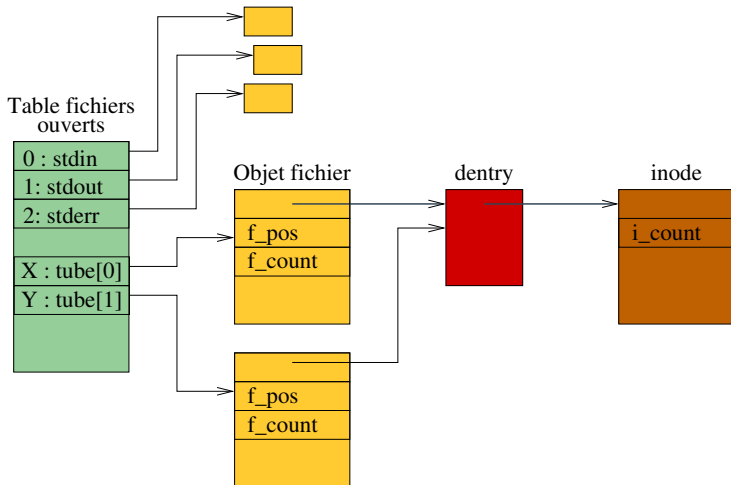 Table fichiers
ouverts
0 : stdin
1: stdout
2: stderr
X : tube[0]
Y : tube[1]
Objet fichier
f_pos
f_count
f_pos
f_count
dentry
inode
i_count